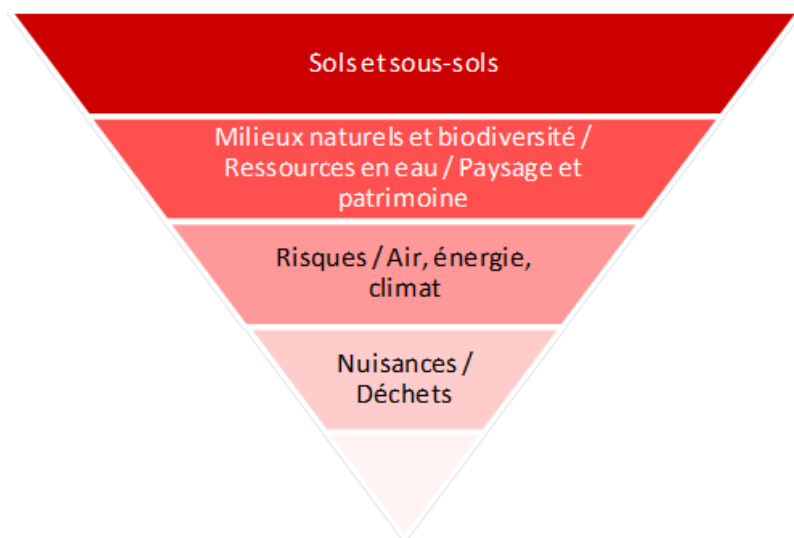 Sols et sous-sols
Milieux naturels et biodiversité /
Ressources en eau / Paysage et
patrimoine
Risques / Air, énergie,
climat
Nuisances /
Déchets